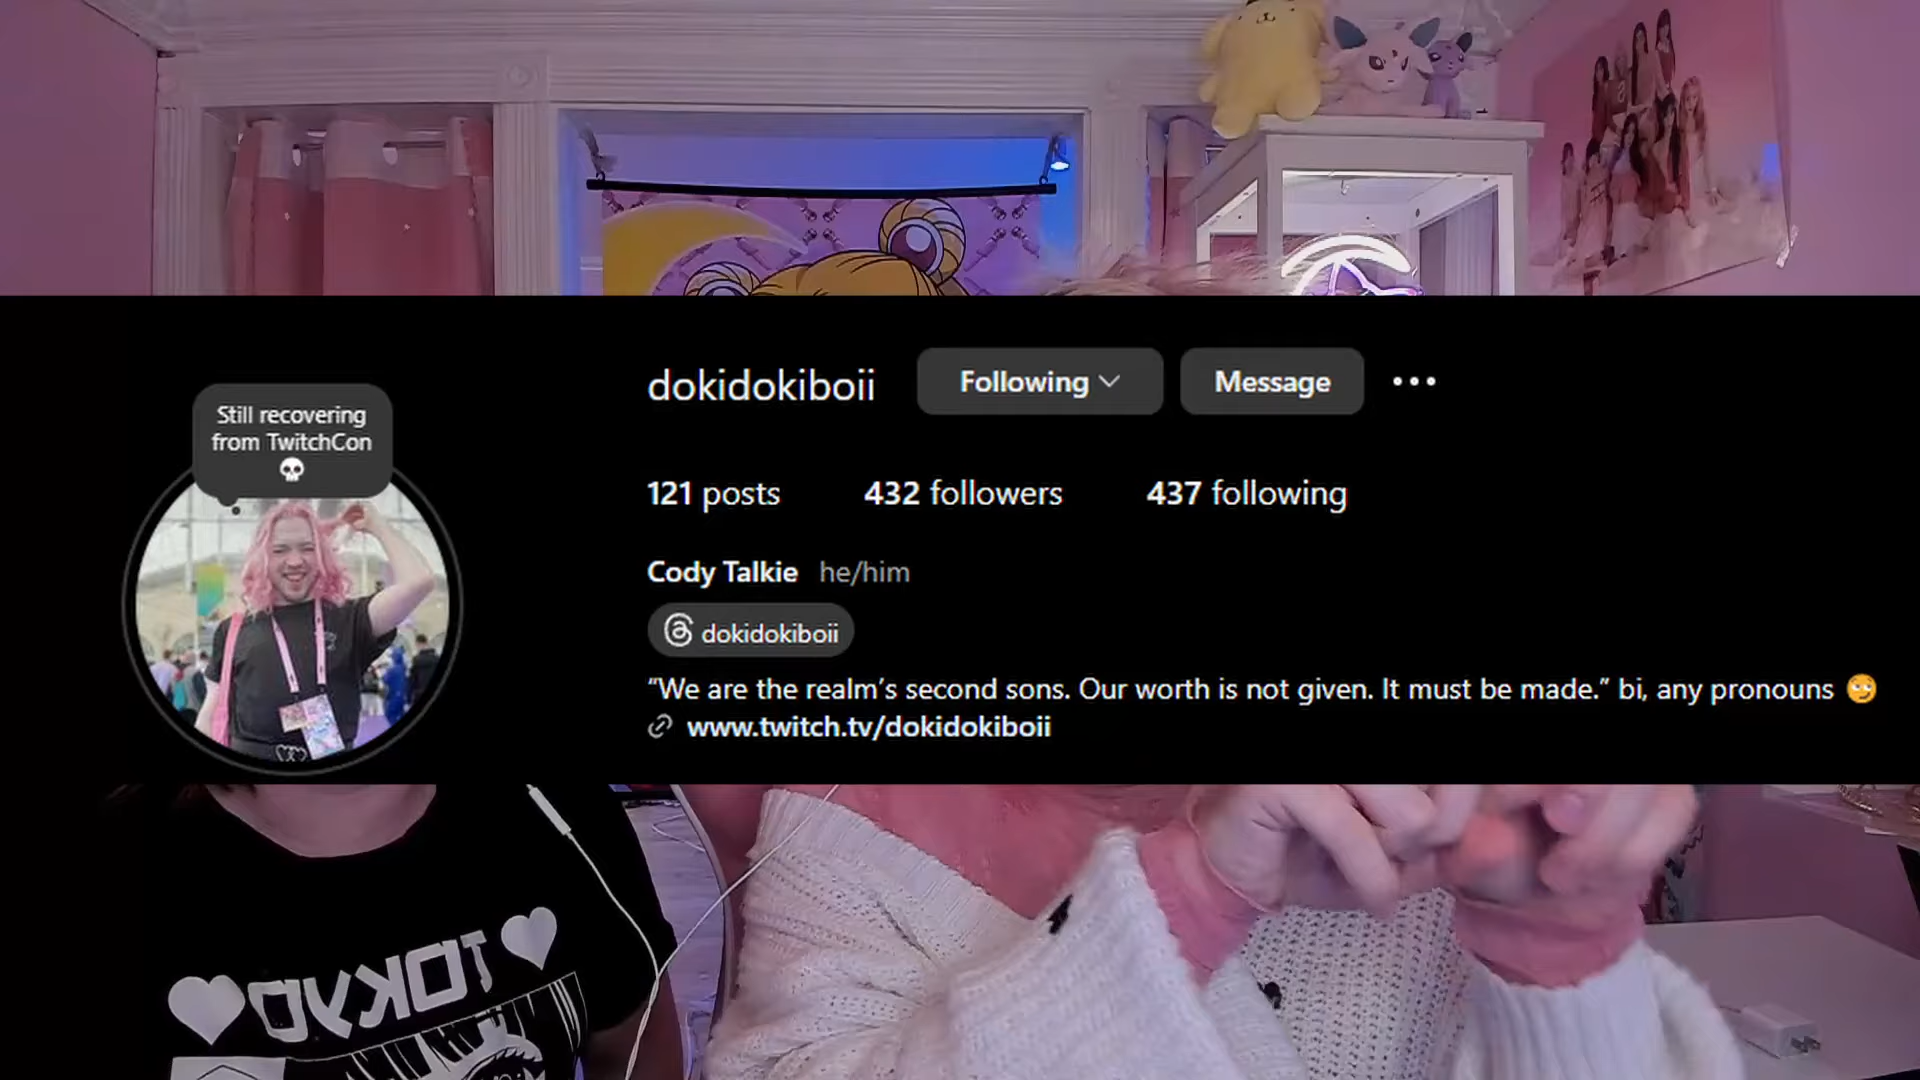 Still recovering
from TwitchCon
💀
dokidokiboii
Following
Message
121 posts
432 followers
437 following
Cody Talkie he/him
dokidokiboii
“We are the realm’s second sons. Our worth is not given. It must be made.” bi, any pronouns 🙄
www.twitch.tv/dokidokiboii
TOKYO